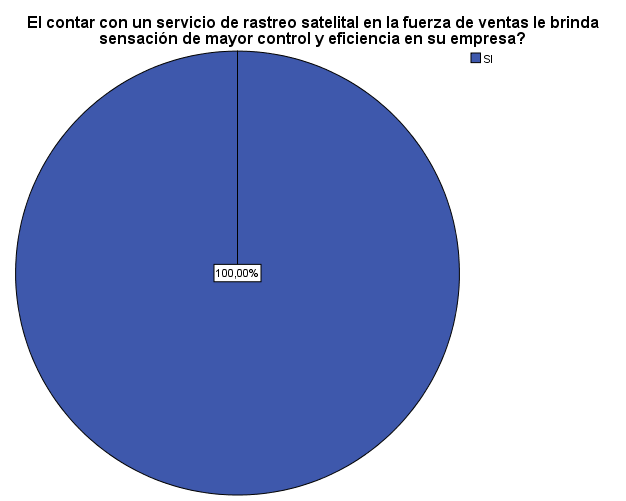 El contar con un servicio de rastreo satelital en la fuerza de ventas le brinda
sensación de mayor control y eficiencia en su empresa?
SI
100,00%